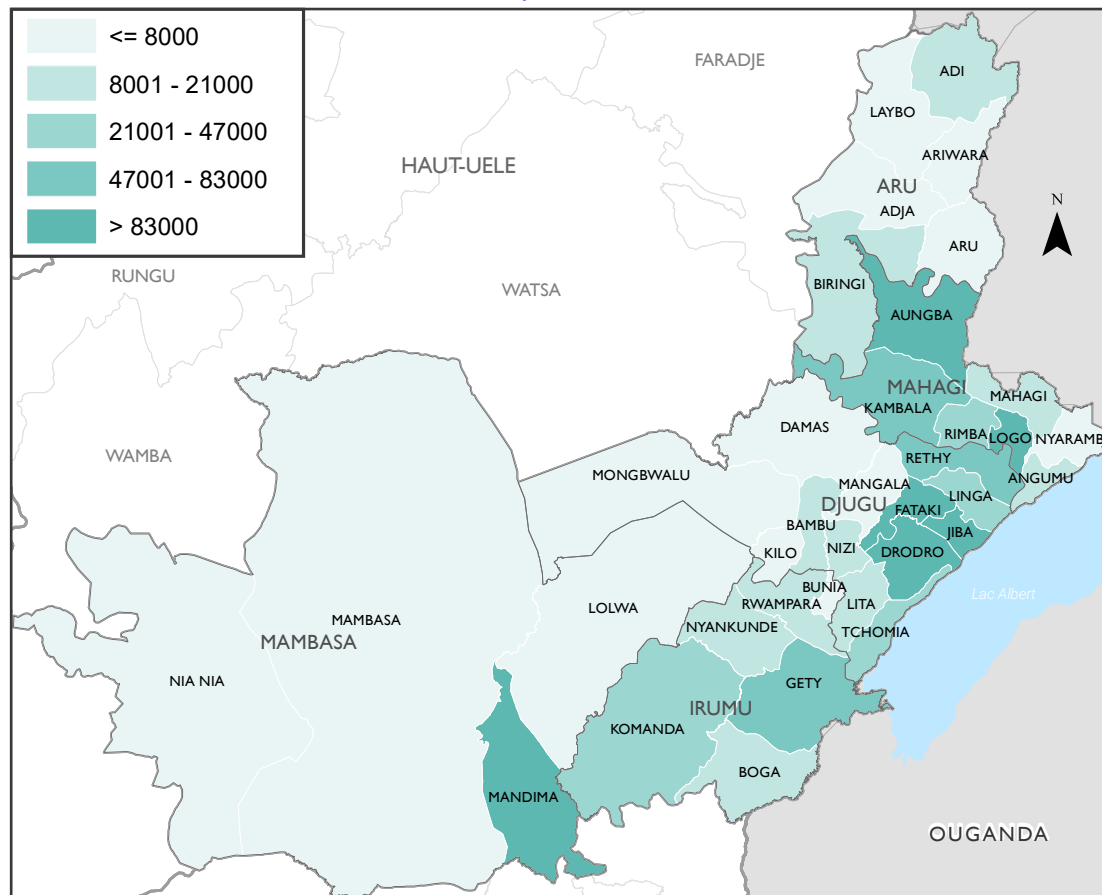 <= 8000
8001 - 21000
21001 - 47000
47001 - 83000
> 83000
FARADJE
ADI
LAYBO
HAUT-UELE
ARIWARA
ARU
N
ADJA
ARU
RUNGU
WATSA
BIRINGI
AUNGBA
MAHAGI
MAHAGI
KAMBALA
DAMAS
RIMBA
LOGO
NYARAMB
WAMBA
RETHY
MONGBWALU
MANGALA
ANGUMU
LINGA
DJUGU
FATAKI
BAMBU
JIBA
KILO
NIZI
DRODRO
BUNIA
Lac Albert
LOLWA
RWAMPARA
LITA
MAMBASA
NYANKUNDE
TCHOMIA
MAMBASA
NIA NIA
GETY
IRUMU
KOMANDA
BOGA
MANDIMA
OUGANDA